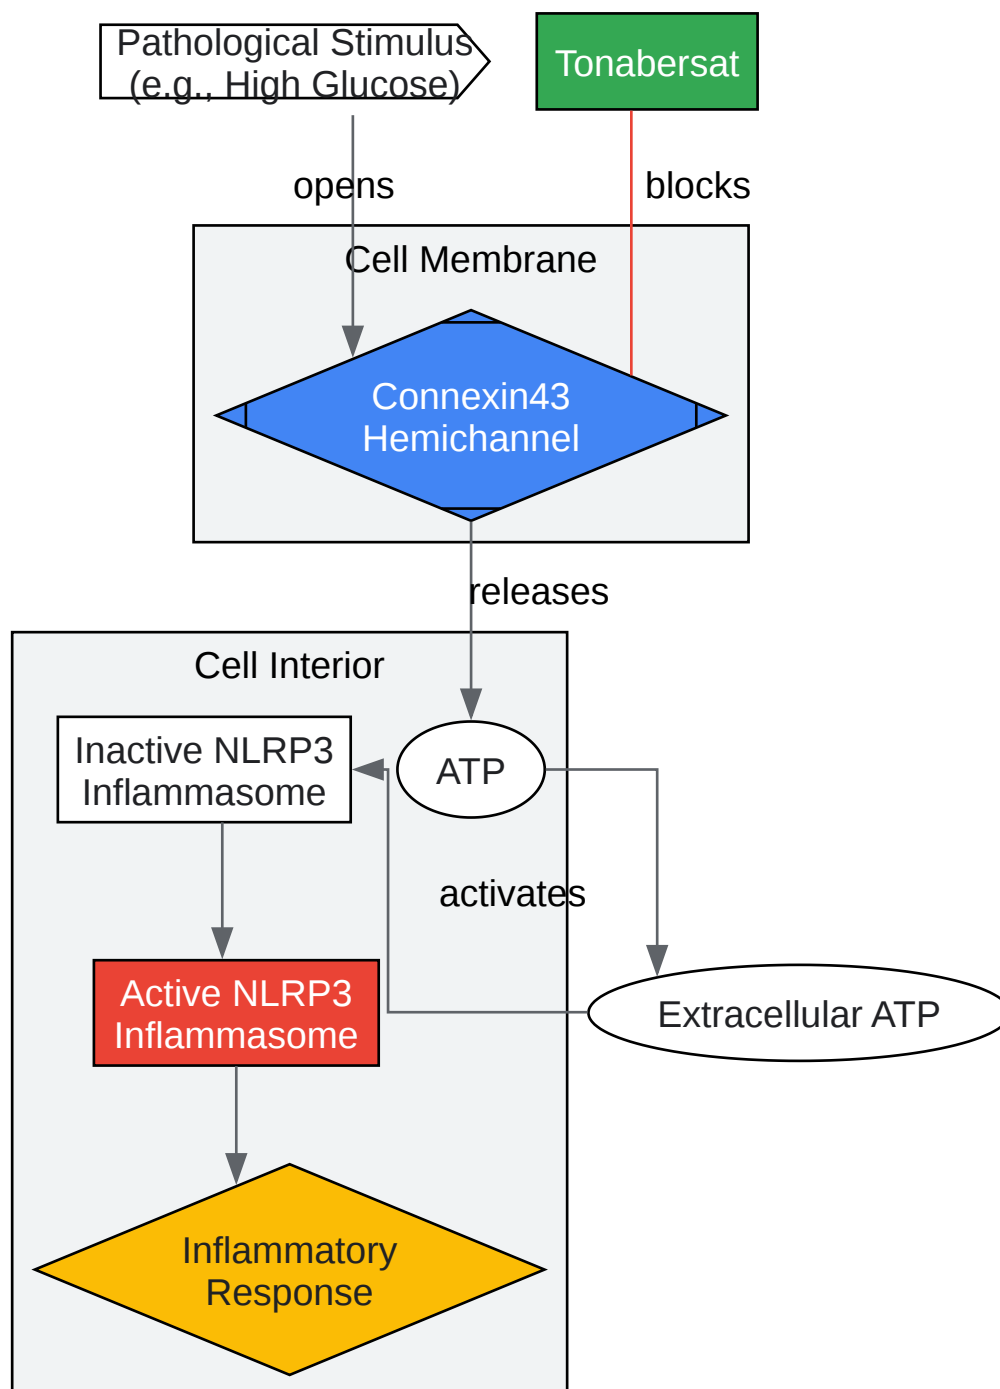 Pathological Stimulus
(e.g., High Glucose)
Tonabersat
opens
blocks
Cell Membrane
Connexin43
Hemichannel
releases
Cell Interior
Inactive NLRP3
Inflammasome
ATP
activates
Active NLRP3
Inflammasome
Extracellular ATP
Inflammatory
Response